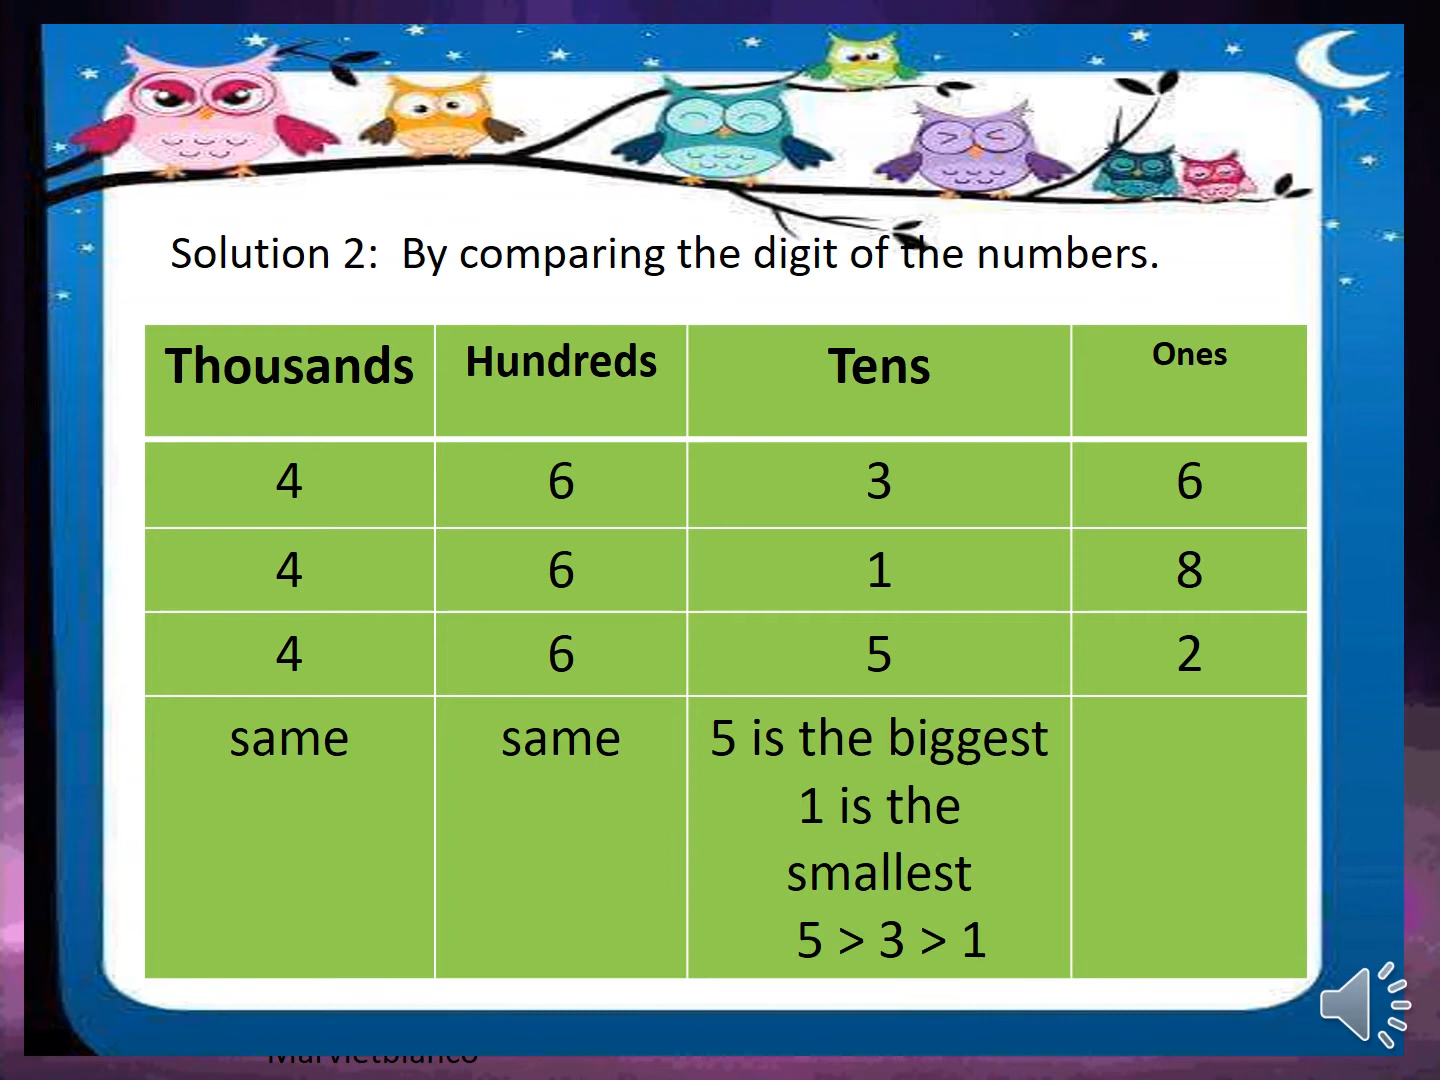 Solution 2:  By comparing the digit of the numbers.
Thousands Hundreds Tens Ones
4 6 3 6
4 6 1 8
4 6 5 2
same same 5 is the biggest
1 is the
smallest
5 > 3 > 1